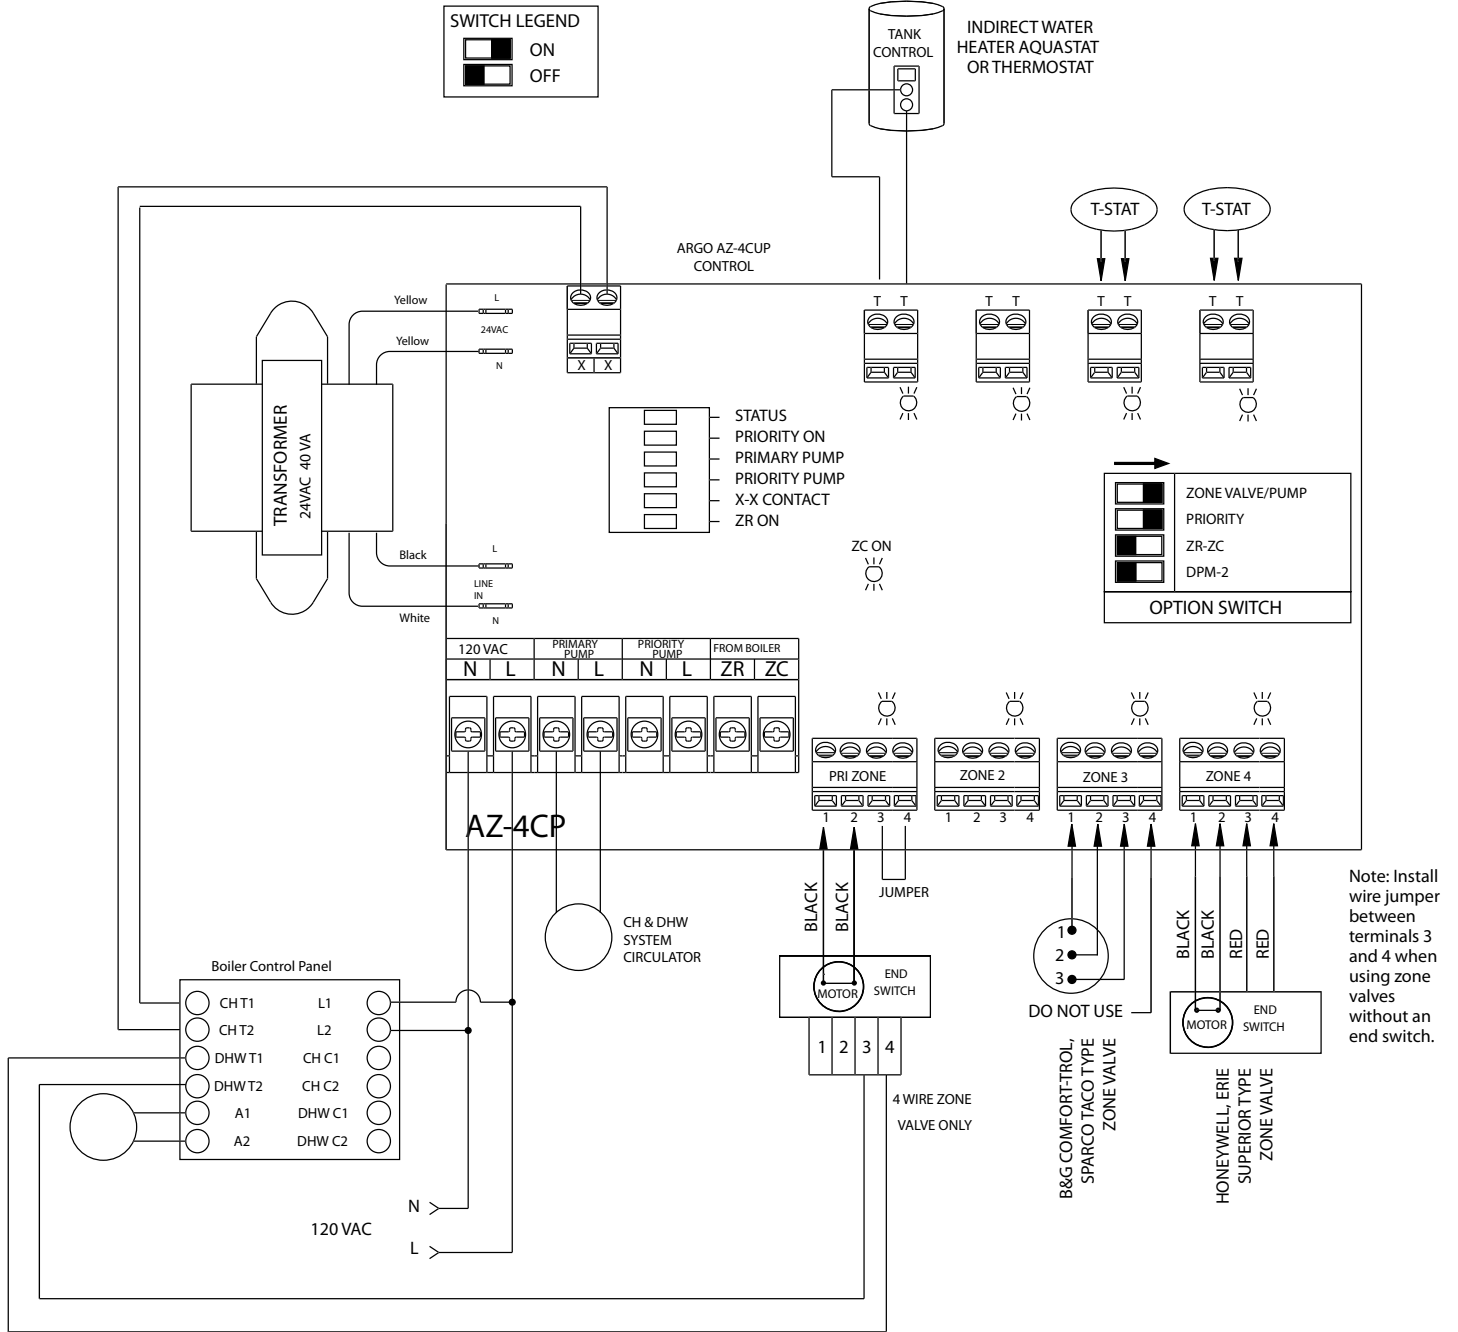 SWITCH LEGEND
ON
OFF
TANK
CONTROL
INDIRECT WATER
HEATER AQUASTAT
OR THERMOSTAT
T-STAT
T-STAT
ARGO AZ-4CUP
CONTROL
Yellow
L
24VAC
Yellow
N
X X
T T
T T
T T
T T
TRANSFORMER
24VAC 40 VA
STATUS
PRIORITY ON
PRIMARY PUMP
PRIORITY PUMP
X-X CONTACT
ZR ON
ZC ON
ZONE VALVE/PUMP
PRIORITY
ZR-ZC
DPM-2
OPTION SWITCH
Black
L
LINE
IN
White
N
120 VAC
PRIMARY
PUMP
PRIORITY
PUMP
FROM BOILER
N L N L N L ZR ZC
PRI ZONE
1 2 3 4
ZONE 2
1 2 3 4
ZONE 3
1 2 3 4
ZONE 4
1 2 3 4
AZ-4CP
JUMPER
BLACK
BLACK
CH & DHW
SYSTEM
CIRCULATOR
MOTOR
END
SWITCH
1 2 3 4
4 WIRE ZONE
VALVE ONLY
1
2
3
DO NOT USE
B&G COMFORT-TROL,
SPARCO TACO TYPE
ZONE VALVE
BLACK
BLACK
RED
RED
MOTOR
END
SWITCH
HONEYWELL, ERIE
SUPERIOR TYPE
ZONE VALVE
Note: Install
wire jumper
between
terminals 3
and 4 when
using zone
valves
without an
end switch.
Boiler Control Panel
CH T1 L1
CH T2 L2
DHW T1 CH C1
DHW T2 CH C2
A1 DHW C1
A2 DHW C2
N
120 VAC
L